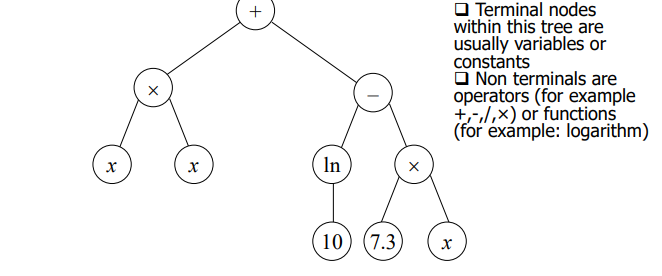 +
❑ Terminal nodes
within this tree are
usually variables or
constants
❑ Non terminals are
operators (for example
+,-,/,×) or functions
(for example: logarithm)
× −
x x ln ×
10 7.3 x